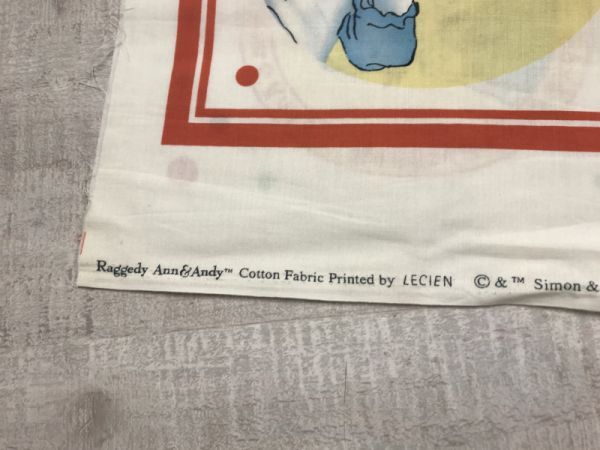 Raggedy Ann&Andy™ Cotton Fabric Printed by LECIEN © & ™ Simon &